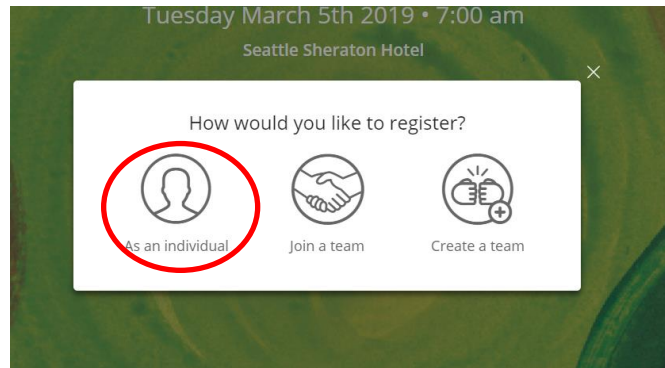 Tuesday March 5th 2019 • 7:00 am
Seattle Sheraton Hotel
How would you like to register?
As an individual
Join a team
Create a team